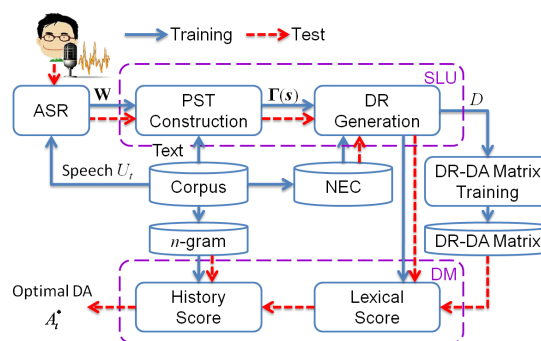 Training
Test
SLU
W
Γ(s)
D
ASR
PST
Construction
DR
Generation
Text
Speech U_t
Corpus
NEC
DR-DA Matrix
Training
n-gram
DR-DA Matrix
DM
Optimal DA
A_t^*
History
Score
Lexical
Score